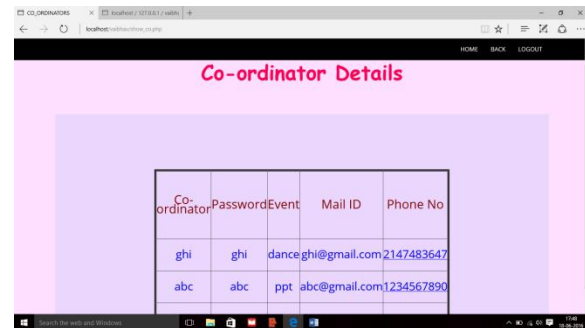 CO_ORDINATORS
localhost / 127.0.0.1 / vaibha
localhost/vaibhav/show_co.php
HOME BACK LOGOUT
Co-ordinator Details
Co-ordinator Password Event Mail ID Phone No
ghi ghi dance ghi@gmail.com 2147483647
abc abc ppt abc@gmail.com 1234567890
Search the web and Windows
17:48